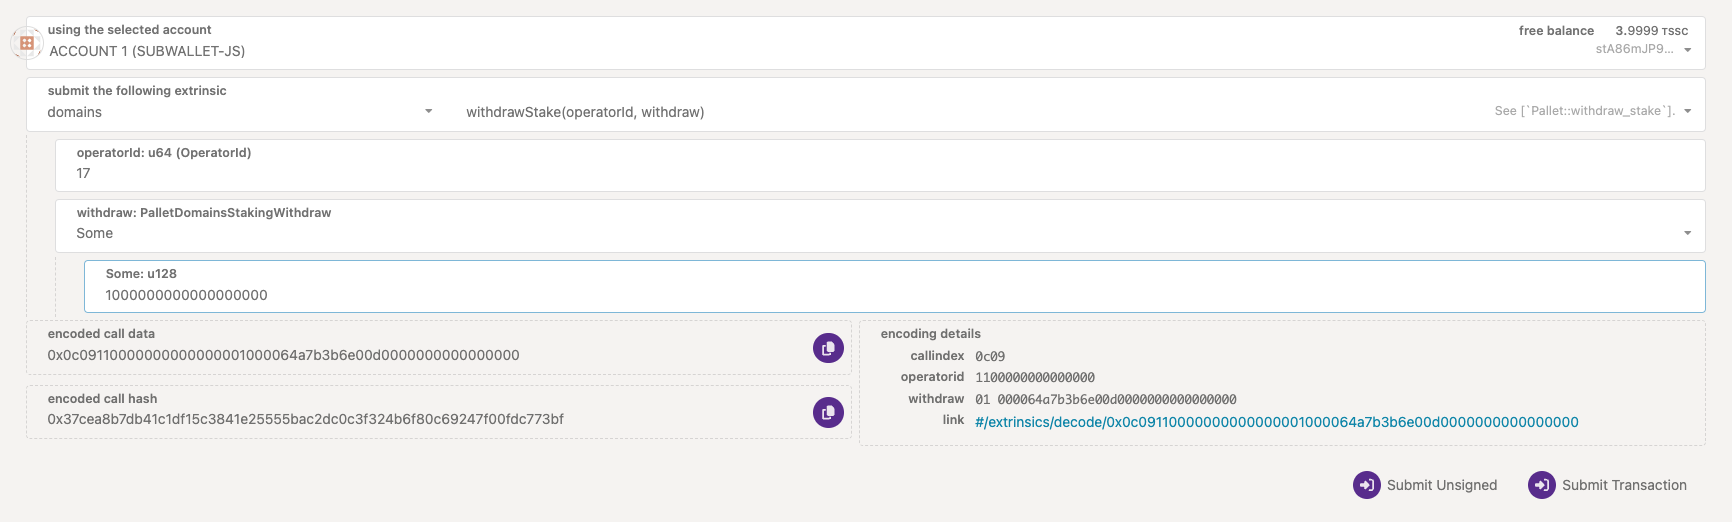 using the selected account
ACCOUNT 1 (SUBWALLET-JS)
free balance 3.9999 TSSC
stA86mJP9...
submit the following extrinsic
domains
withdrawStake(operatorId, withdraw)
See [`Pallet::withdraw_stake`].
operatorId: u64 (OperatorId)
17
withdraw: PalletDomainsStakingWithdraw
Some
Some: u128
1000000000000000000
encoded call data
0x0c09110000000000000001000064a7b3b6e00d0000000000000000
encoded call hash
0x37cea8b7db41c1df15c3841e25555bac2dc0c3f324b6f80c69247f00fdc773bf
encoding details
callindex 0c09
operatorid 1100000000000000
withdraw 01 000064a7b3b6e00d0000000000000000
link #/extrinsics/decode/0x0c09110000000000000001000064a7b3b6e00d0000000000000000
Submit Unsigned
Submit Transaction